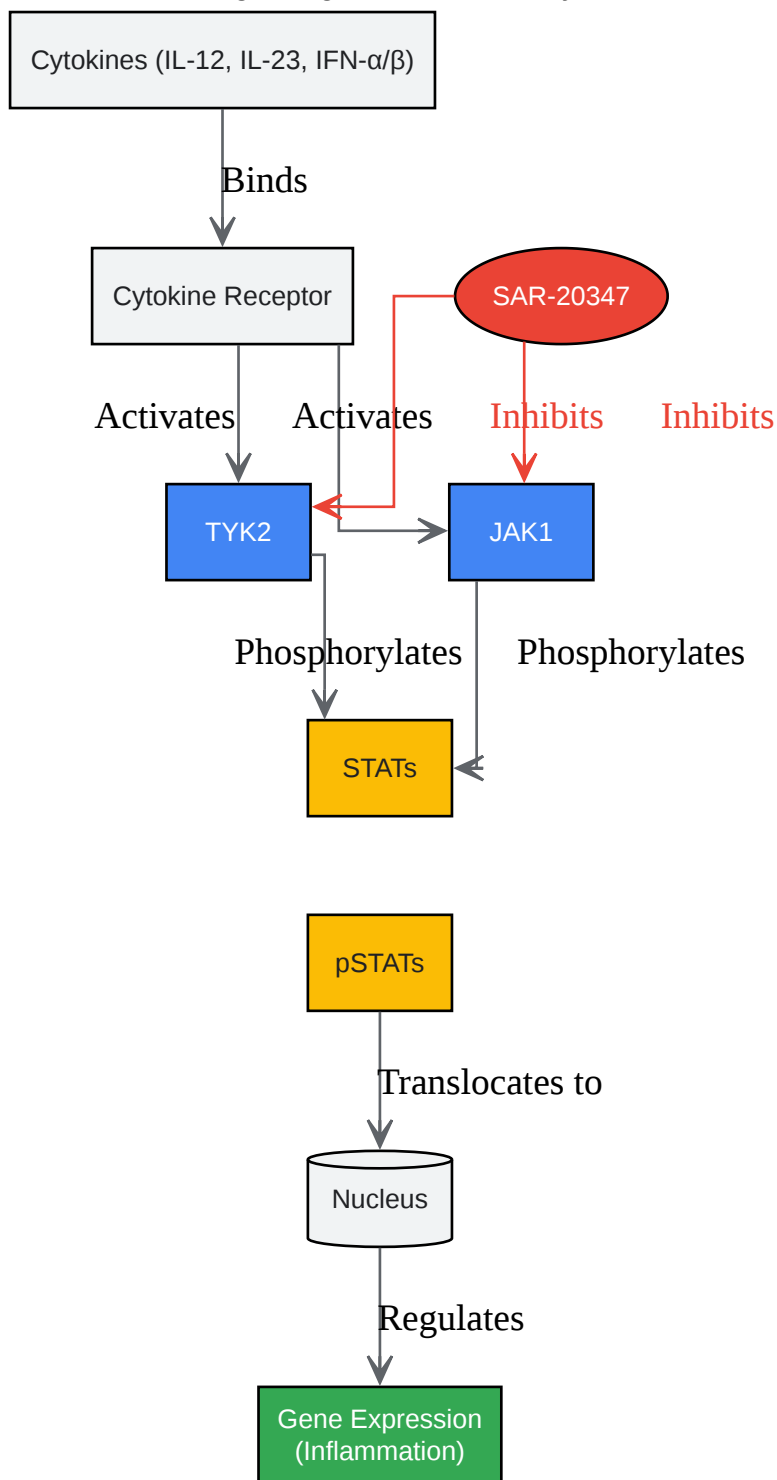 Cytokines (IL-12, IL-23, IFN-α/β)
Binds
Cytokine Receptor
SAR-20347
Activates
Activates
Inhibits
Inhibits
TYK2
JAK1
Phosphorylates
Phosphorylates
STATs
pSTATs
Translocates to
Nucleus
Regulates
Gene Expression
(Inflammation)